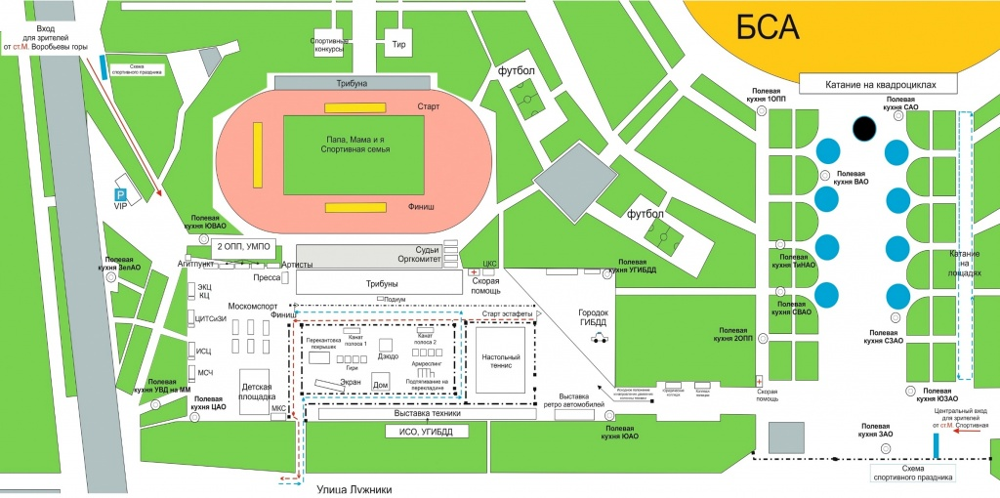 Вход
для зрителей
от ст.М. Воробьевы горы
Схема
спортивного праздника
Спортивные
конкурсы
Тир
БСА
футбол
Трибуна
Старт
Папа, Мама и я
Спортивная семья
Финиш
футбол
Катание на квадроциклах
Полевая
кухня 1ОПП
Полевая
кухня САО
Полевая
кухня ВАО
P
VIP
Полевая
кухня ЮВАО
2 ОПП, УМПО
Судьи
Оргкомитет
Полевая
кухня ЗелАО
Агитпункт
Артисты
Пресса
Трибуны
ЦКС
Скорая
помощь
Полевая
кухня УГИБДД
Полевая
кухня ТиНАО
Катание
на
лощадях
ЭКЦ
КЦ
ЦИТСиЗИ
ИСЦ
МСЧ
Москомспорт
Подиум
Финиш
Старт эстафеты
Городок
ГИБДД
Полевая
кухня СВАО
Полевая
кухня 2ОПП
Полевая
кухня СЗАО
Перекантовка
покрышек
Канат
полоса 1
Канат
полоса 2
Дзюдо
Гири
Армреслинг
Подтягивание на
перекладине
Экран
Дом
Настольный
теннис
Полевая
кухня УВД на ММ
Полевая
кухня ЦАО
Детская
площадка
МКС
Выставка техники
ИСО, УГИБДД
Выставка
ретро автомобилей
Полевая
кухня ЮАО
Скорая
помощь
Полевая
кухня ЮЗАО
Полевая
кухня ЗАО
Центральный вход
для зрителей
от ст.М. Спортивная
Схема
спортивного праздника
Улица Лужники